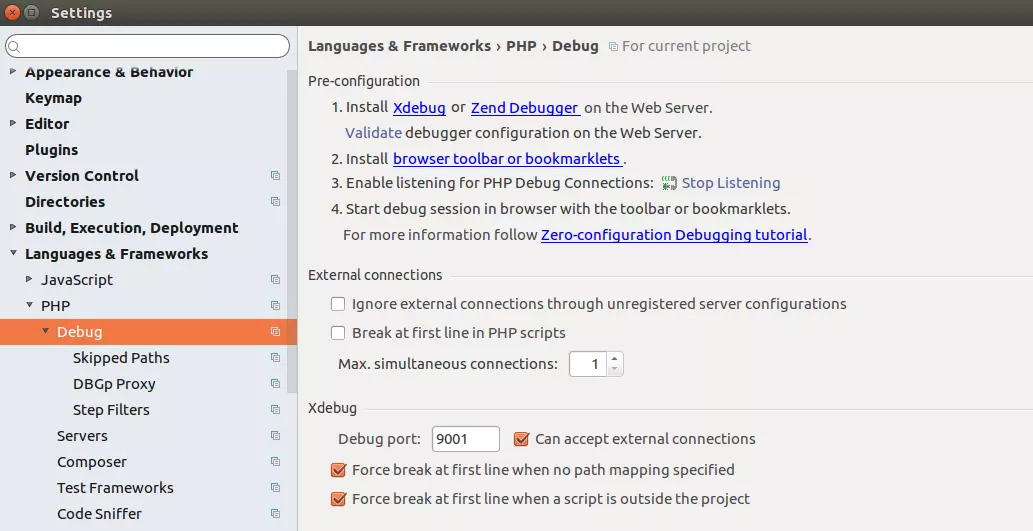 Settings
Appearance & Behavior
Keymap
Editor
Plugins
Version Control
Directories
Build, Execution, Deployment
Languages & Frameworks
JavaScript
PHP
Debug
Skipped Paths
DBGp Proxy
Step Filters
Servers
Composer
Test Frameworks
Code Sniffer
Languages & Frameworks › PHP › Debug For current project
Pre-configuration
1. Install Xdebug or Zend Debugger on the Web Server.
Validate debugger configuration on the Web Server.
2. Install browser toolbar or bookmarklets .
3. Enable listening for PHP Debug Connections: Stop Listening
4. Start debug session in browser with the toolbar or bookmarklets.
For more information follow Zero-configuration Debugging tutorial.
External connections
Ignore external connections through unregistered server configurations
Break at first line in PHP scripts
Max. simultaneous connections: 1
Xdebug
Debug port: 9001 Can accept external connections
Force break at first line when no path mapping specified
Force break at first line when a script is outside the project